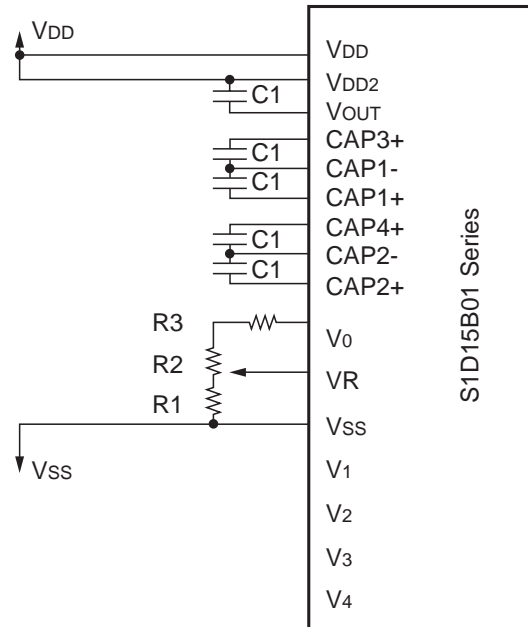 VDD
VDD
VDD2
C1
VOUT
CAP3+
C1
CAP1-
C1
CAP1+
CAP4+
C1
CAP2-
C1
CAP2+
R3
V0
R2
VR
R1
VSS
VSS
V1
V2
V3
V4
S1D15B01 Series